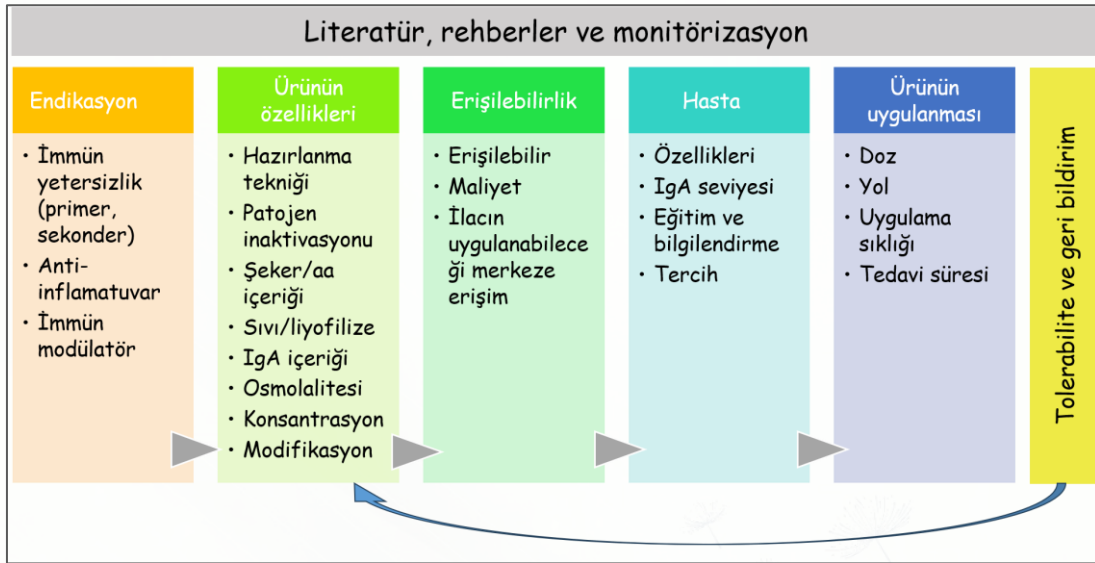 Literatür, rehberler ve monitörizasyon
Endikasyon
• İmmün
yetersizlik
(primer,
sekonder)
• Anti-
inflamatuvar
• İmmün
modülatör
Ürünün
özellikleri
• Hazırlanma
tekniği
• Patojen
inaktivasyonu
• Şeker/aa
içeriği
• Sıvı/liyofilize
• IgA içeriği
• Osmolalitesi
• Konsantrasyon
• Modifikasyon
Erişilebilirlik
• Erişilebilir
• Maliyet
• İlacın
uygulanabilece
ği merkeze
erişim
Hasta
• Özellikleri
• IgA seviyesi
• Eğitim ve
bilgilendirme
• Tercih
Ürünün
uygulanması
• Doz
• Yol
• Uygulama
sıklığı
• Tedavi süresi
Tolerabilite ve geri bildirim